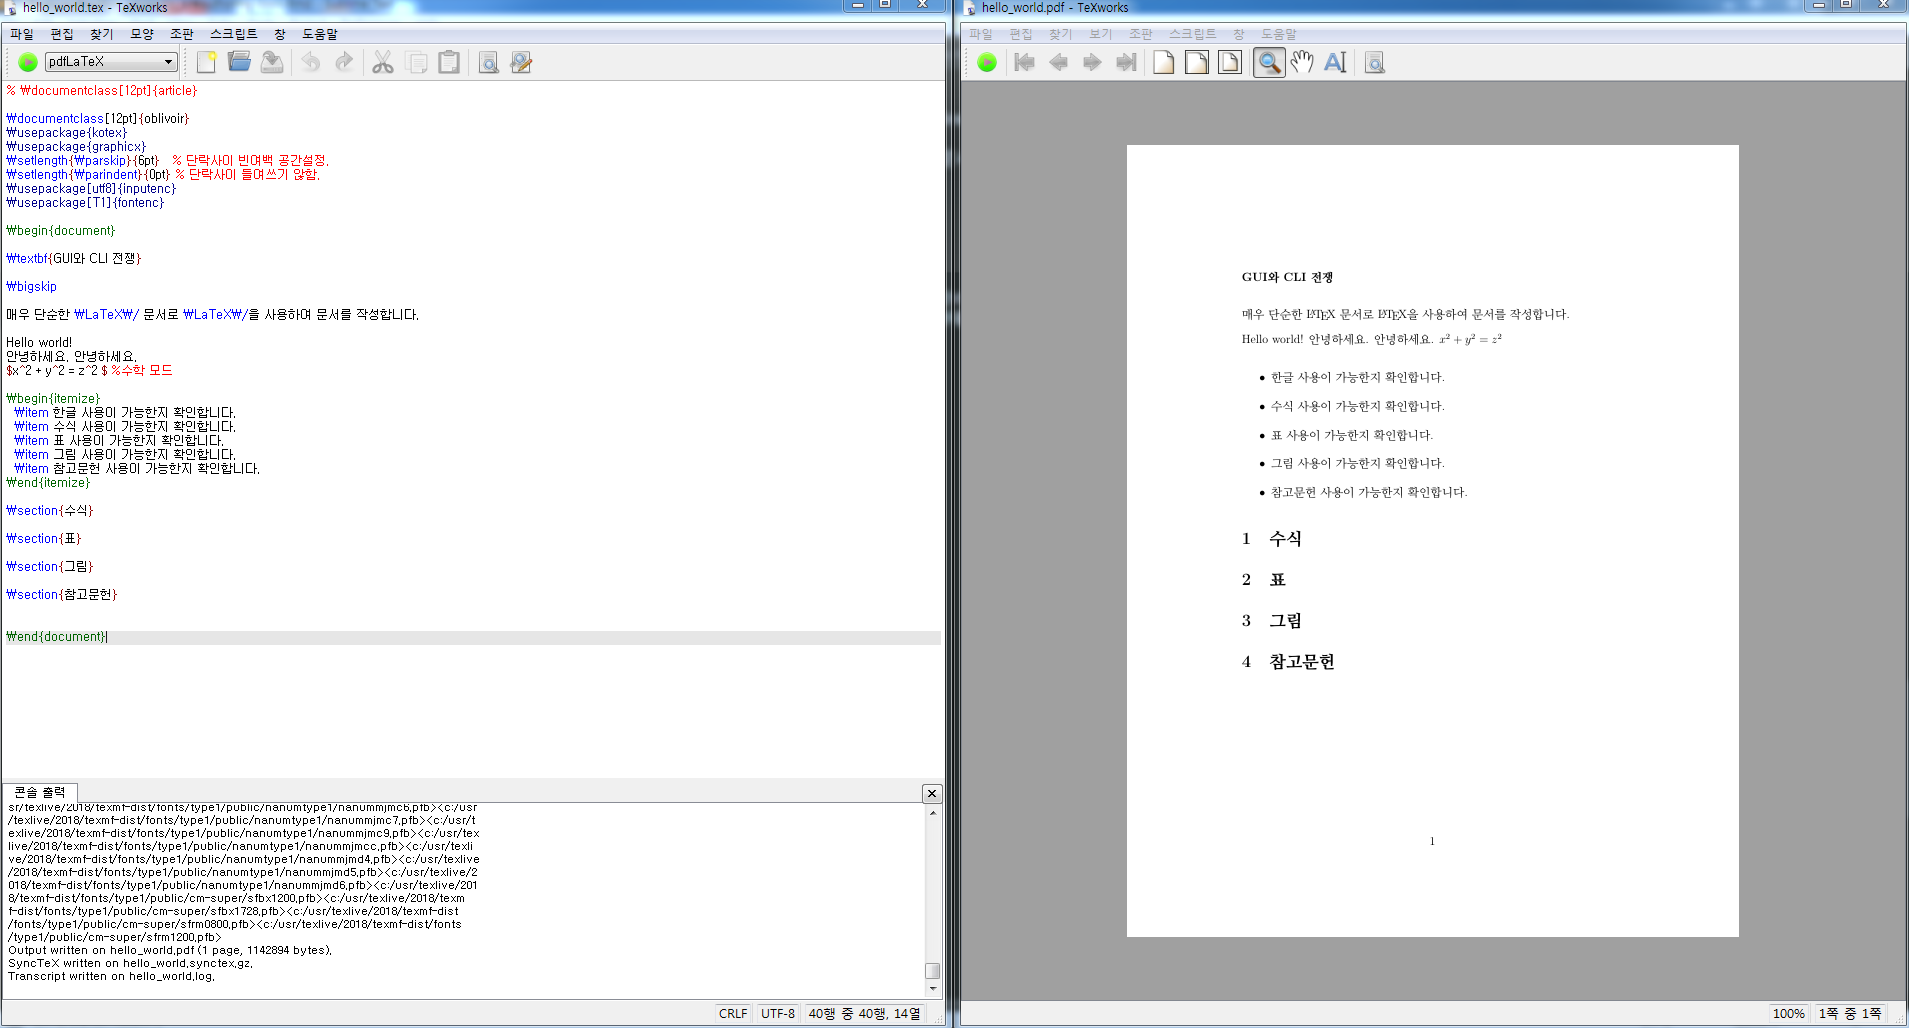 hello_world.tex - TeXworks
파일 편집 찾기 모양 조판 스크립트 창 도움말
pdfLaTeX
% ₩documentclass[12pt]{article}
₩documentclass[12pt]{oblivoir}
₩usepackage{kotex}
₩usepackage{graphicx}
₩setlength{₩parskip}{6pt} % 단락사이 빈여백 공간설정.
₩setlength{₩parindent}{0pt} % 단락사이 들여쓰기 않함.
₩usepackage[utf8]{inputenc}
₩usepackage[T1]{fontenc}
₩begin{document}
₩textbf{GUI와 CLI 전쟁}
₩bigskip
매우 단순한 ₩LaTeX₩/ 문서로 ₩LaTeX₩/을 사용하여 문서를 작성합니다.
Hello world!
안녕하세요. 안녕하세요.
$x^2 + y^2 = z^2 $ %수학 모드
₩begin{itemize}
₩item 한글 사용이 가능한지 확인합니다.
₩item 수식 사용이 가능한지 확인합니다.
₩item 표 사용이 가능한지 확인합니다.
₩item 그림 사용이 가능한지 확인합니다.
₩item 참고문헌 사용이 가능한지 확인합니다.
₩end{itemize}
₩section{수식}
₩section{표}
₩section{그림}
₩section{참고문헌}
₩end{document}
콘솔 출력
sr/texlive/2018/texmf-dist/fonts/type1/public/nanumtype1/nanummjmc6.pfb><c:/usr
/texlive/2018/texmf-dist/fonts/type1/public/nanumtype1/nanummjmc7.pfb><c:/usr/t
exlive/2018/texmf-dist/fonts/type1/public/nanumtype1/nanummjmc9.pfb><c:/usr/tex
live/2018/texmf-dist/fonts/type1/public/nanumtype1/nanummjmcc.pfb><c:/usr/texli
ve/2018/texmf-dist/fonts/type1/public/nanumtype1/nanummjmd4.pfb><c:/usr/texlive
/2018/texmf-dist/fonts/type1/public/nanumtype1/nanummjmd5.pfb><c:/usr/texlive/2
018/texmf-dist/fonts/type1/public/nanumtype1/nanummjmd6.pfb><c:/usr/texlive/201
8/texmf-dist/fonts/type1/public/cm-super/sfbx1200.pfb><c:/usr/texlive/2018/texm
f-dist/fonts/type1/public/cm-super/sfbx1728.pfb><c:/usr/texlive/2018/texmf-dist
/fonts/type1/public/cm-super/sfrm0800.pfb><c:/usr/texlive/2018/texmf-dist/fonts
/type1/public/cm-super/sfrm1200.pfb>
Output written on hello_world.pdf (1 page, 1142894 bytes).
SyncTeX written on hello_world.synctex.gz.
Transcript written on hello_world.log.
CRLF UTF-8 40행 중 40행, 14열
hello_world.pdf - TeXworks
파일 편집 찾기 보기 조판 스크립트 창 도움말
GUI와 CLI 전쟁
매우 단순한 LATEX 문서로 LATEX을 사용하여 문서를 작성합니다.
Hello world! 안녕하세요. 안녕하세요. x² + y² = z²
• 한글 사용이 가능한지 확인합니다.
• 수식 사용이 가능한지 확인합니다.
• 표 사용이 가능한지 확인합니다.
• 그림 사용이 가능한지 확인합니다.
• 참고문헌 사용이 가능한지 확인합니다.
1 수식
2 표
3 그림
4 참고문헌
1
100% 1쪽 중 1쪽